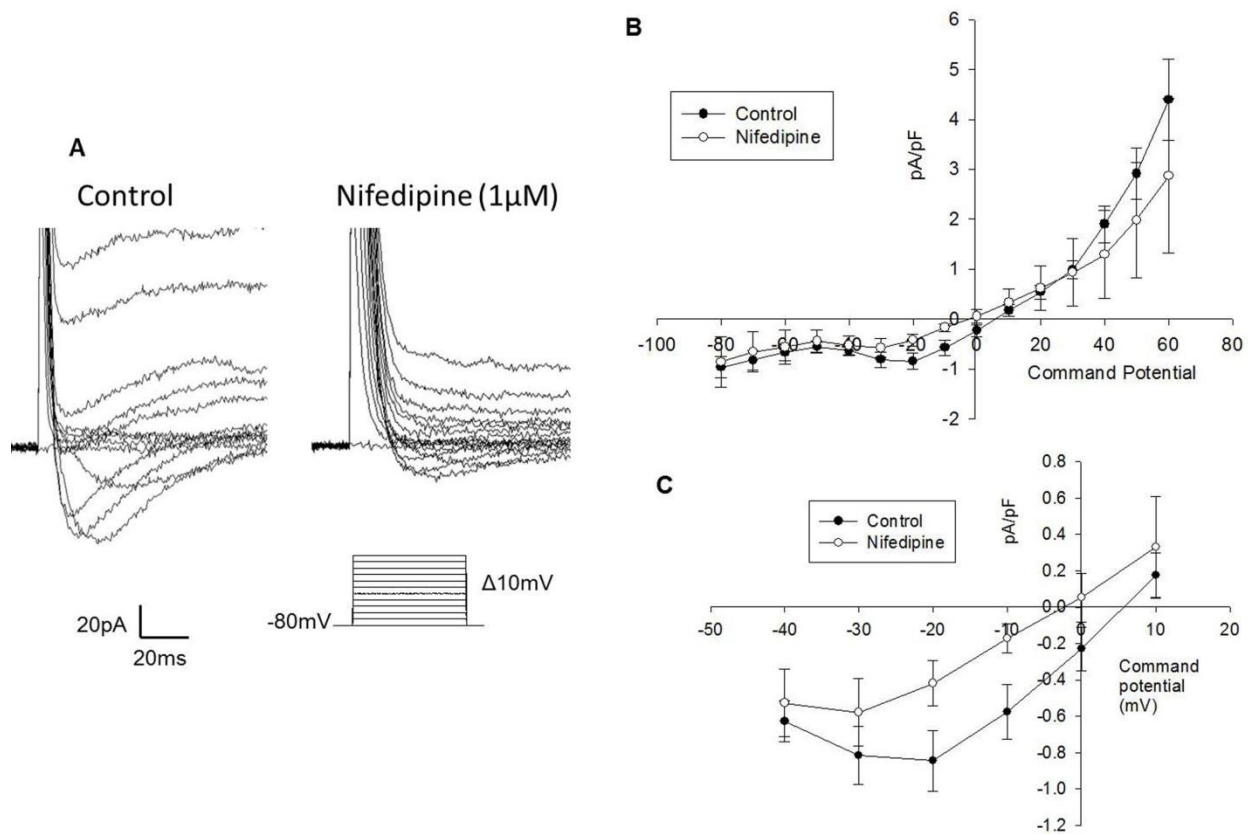 A
Control
Nifedipine (1μM)
20pA
20ms
-80mV
Δ10mV
B
Control
Nifedipine
pA/pF
6
5
4
3
2
1
0
-1
-2
-100 -80 -60 -40 -20 0 20 40 60 80
Command Potential
C
Control
Nifedipine
pA/pF
0.8
0.6
0.4
0.2
0.0
-0.2
-0.4
-0.6
-0.8
-1.0
-1.2
-50 -40 -30 -20 -10 0 10 20
Command
potential
(mV)